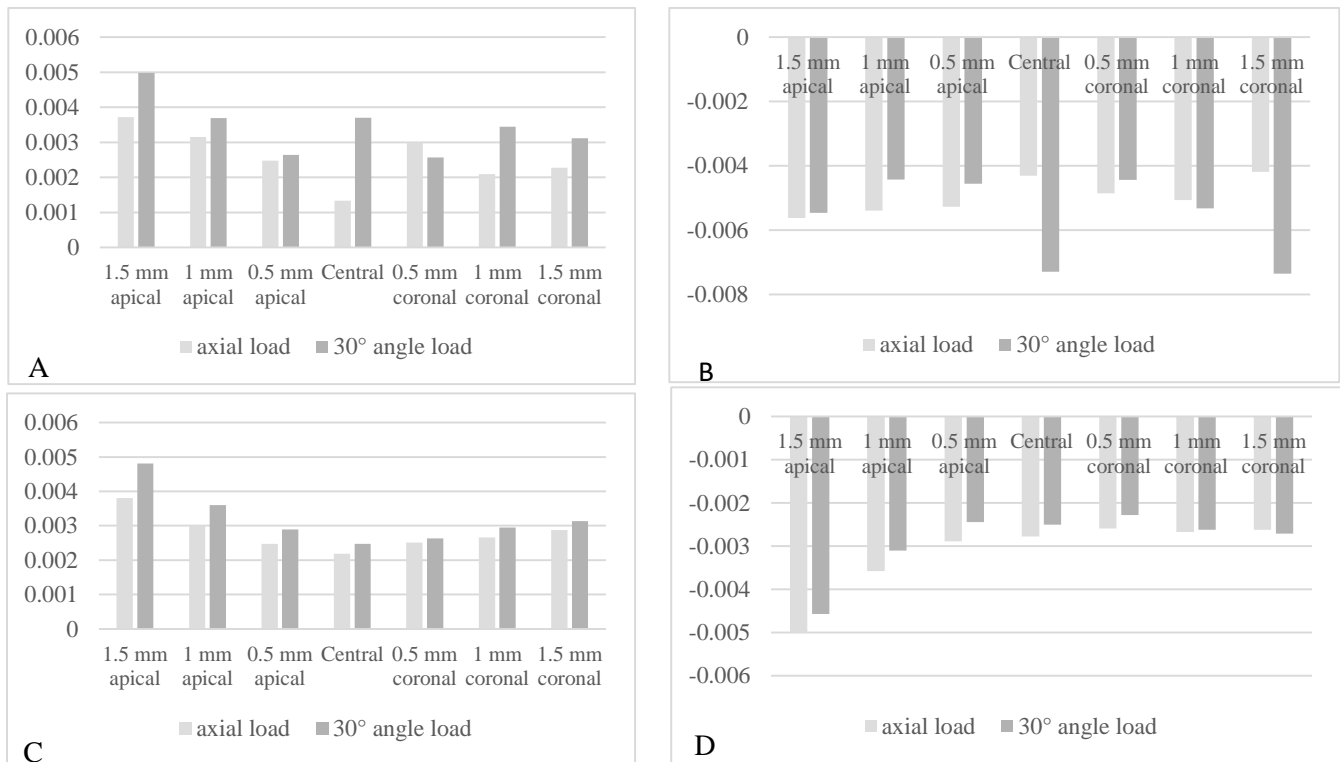 0.006
0.005
0.004
0.003
0.002
0.001
0
1.5 mm 1 mm 0.5 mm Central 0.5 mm 1 mm 1.5 mm
apical apical apical coronal coronal coronal
axial load 30° angle load
A
0
1.5 mm 1 mm 0.5 mm Central 0.5 mm 1 mm 1.5 mm
apical apical apical coronal coronal coronal
-0.002
-0.004
-0.006
-0.008
axial load 30° angle load
B
0.006
0.005
0.004
0.003
0.002
0.001
0
1.5 mm 1 mm 0.5 mm Central 0.5 mm 1 mm 1.5 mm
apical apical apical coronal coronal coronal
axial load 30° angle load
C
0
1.5 mm 1 mm 0.5 mm Central 0.5 mm 1 mm 1.5 mm
-0.001
apical apical apical coronal coronal coronal
-0.002
-0.003
-0.004
-0.005
-0.006
axial load 30° angle load
D